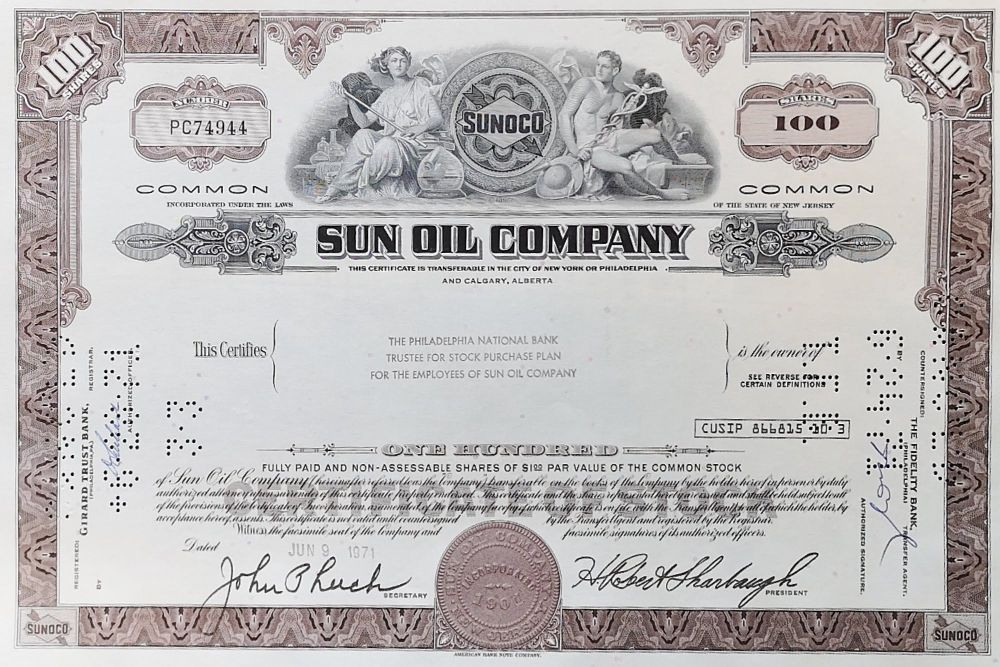 100
SHARES
100
SHARES
NUMBER
PC74944
SUNOCO
SHARES
100
COMMON
COMMON
INCORPORATED UNDER THE LAWS
OF THE STATE OF NEW JERSEY
SUN OIL COMPANY
THIS CERTIFICATE IS TRANSFERABLE IN THE CITY OF NEW YORK OR PHILADELPHIA
AND CALGARY, ALBERTA
This Certifies
THE PHILADELPHIA NATIONAL BANK
TRUSTEE FOR STOCK PURCHASE PLAN
FOR THE EMPLOYEES OF SUN OIL COMPANY
is the owner of
SEE REVERSE FOR
CERTAIN DEFINITIONS
CUSIP 866815 10 3
ONE HUNDRED
FULLY PAID AND NON-ASSESSABLE SHARES OF $1.00 PAR VALUE OF THE COMMON STOCK
of Sun Oil Company (hereinafter referred to as the Company) transferable on the books of the Company by the holder hereof in person or by duly
authorized attorney upon surrender of this certificate properly endorsed. This certificate and the shares represented hereby are issued and shall be held subject to all
of the provisions of the Certificate of Incorporation, as amended, of the Company (a copy of which certificate is on file with the Transfer Agent), to all of which the holder, by
acceptance hereof, assents. This certificate is not valid until countersigned by the Transfer Agent and registered by the Registrar.
Witness the facsimile seal of the Company and facsimile signatures of its authorized officers.
Dated JUN 9 1971
SECRETARY
H. Robert Sharbaugh
PRESIDENT
REGISTERED:
GIRARD TRUST BANK,
(PHILADELPHIA)
REGISTRAR,
BY
AUTHORIZED OFFICER.
COUNTERSIGNED:
THE FIDELITY BANK,
(PHILADELPHIA)
TRANSFER AGENT,
BY
AUTHORIZED SIGNATURE.
SUNOCO
SUNOCO
AMERICAN BANK NOTE COMPANY.